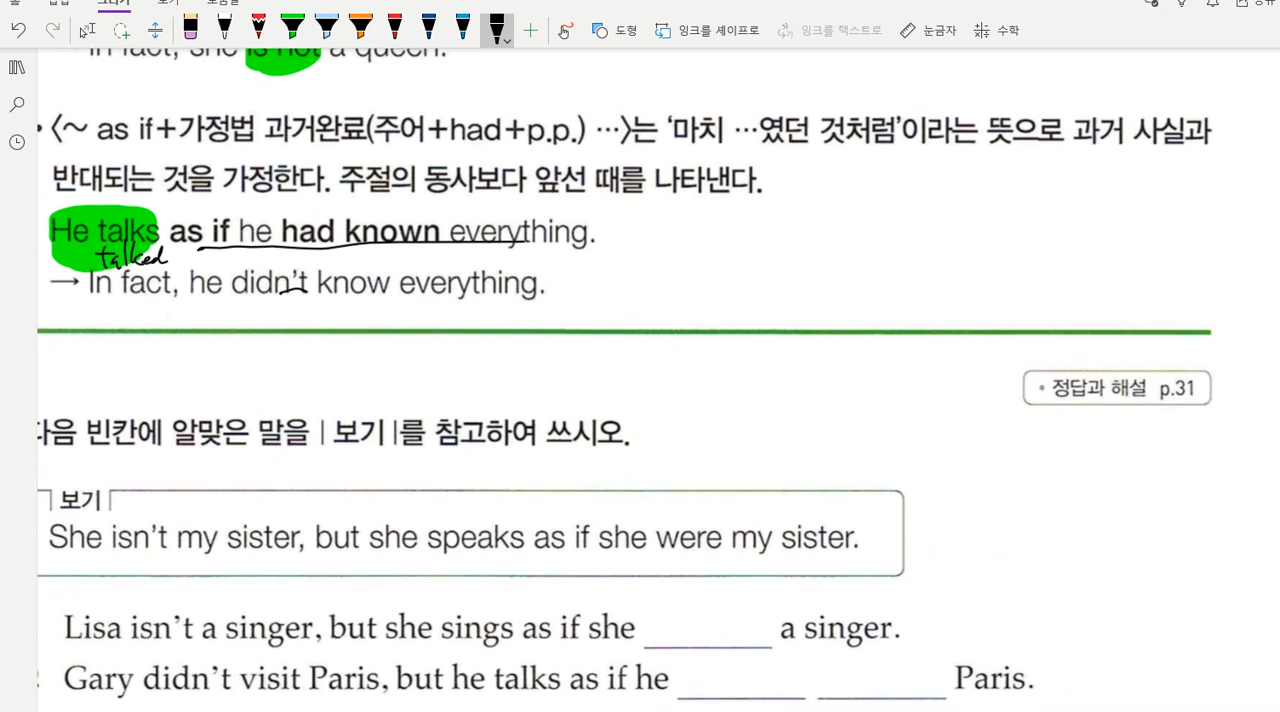 도형 잉크를 셰이프로 잉크를 텍스트로 눈금자 수학
In fact, she is not a queen.
〈~ as if+가정법 과거완료(주어+had+p.p.) …〉는 ‘마치 …였던 것처럼’이라는 뜻으로 과거 사실과
반대되는 것을 가정한다. 주절의 동사보다 앞선 때를 나타낸다.
He talks as if he had known everything.
talked
→ In fact, he didn’t know everything.
• 정답과 해설 p.31
다음 빈칸에 알맞은 말을 |보기|를 참고하여 쓰시오.
보기
She isn’t my sister, but she speaks as if she were my sister.
Lisa isn’t a singer, but she sings as if she ______ a singer.
Gary didn’t visit Paris, but he talks as if he ______ ______ Paris.